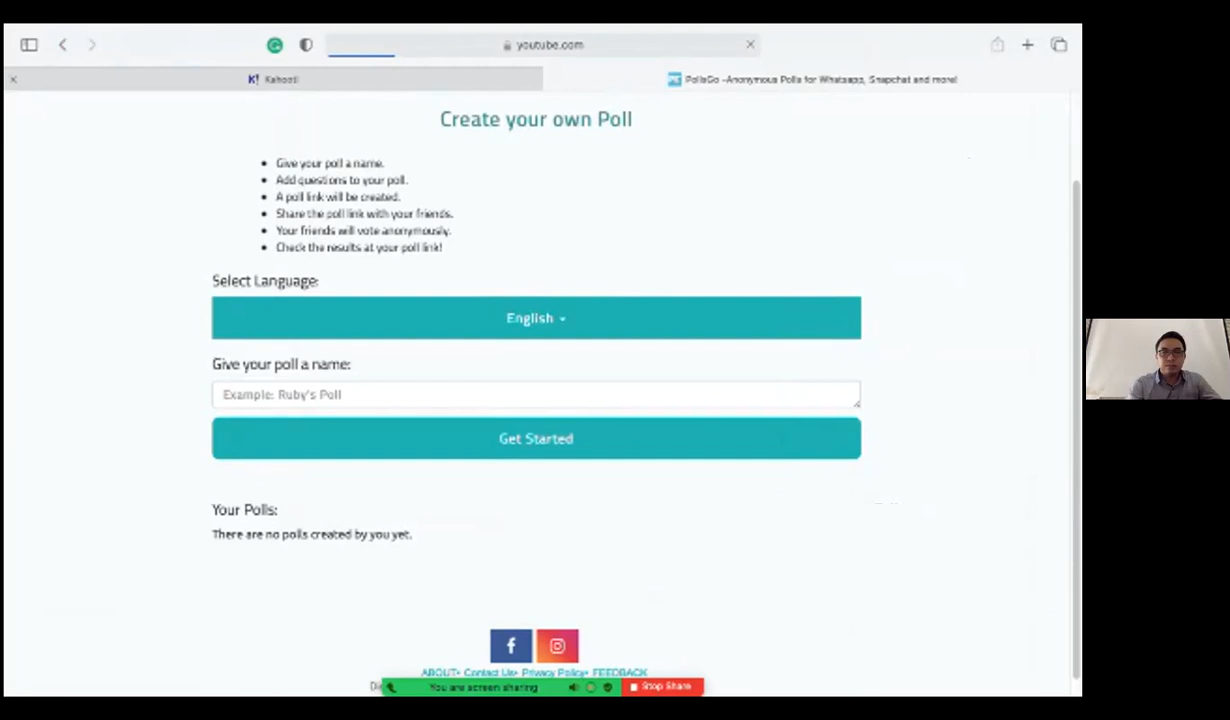 youtube.com
K! Kahoot!
PollsGo -Anonymous Polls for Whatsapp, Snapchat and more!
Create your own Poll
Give your poll a name.
Add questions to your poll.
A poll link will be created.
Share the poll link with your friends.
Your friends will vote anonymously.
Check the results at your poll link!
Select Language:
English
Give your poll a name:
Example: Ruby's Poll
Get Started
Your Polls:
There are no polls created by you yet.
ABOUT• Contact Us• Privacy Policy• FEEDBACK
You are screen sharing
Stop Share